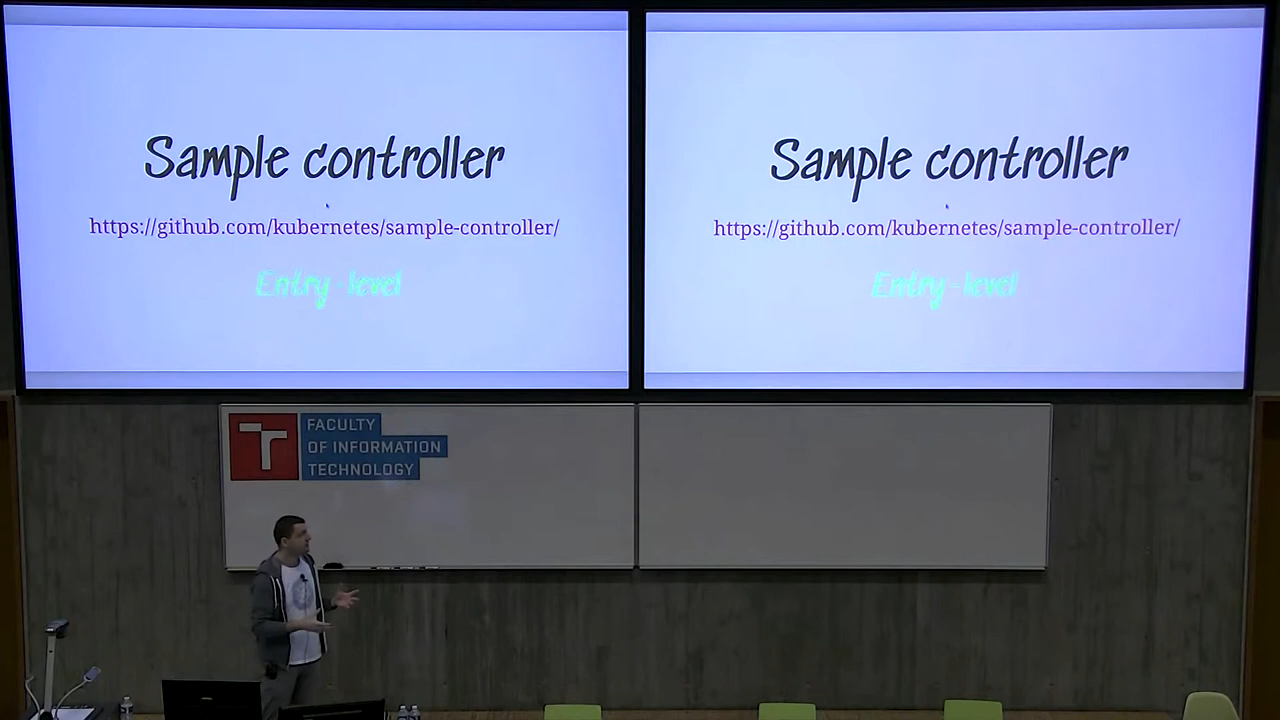 Sample controller
https://github.com/kubernetes/sample-controller/
Entry-level
Sample controller
https://github.com/kubernetes/sample-controller/
Entry-level
FACULTY
OF INFORMATION
TECHNOLOGY